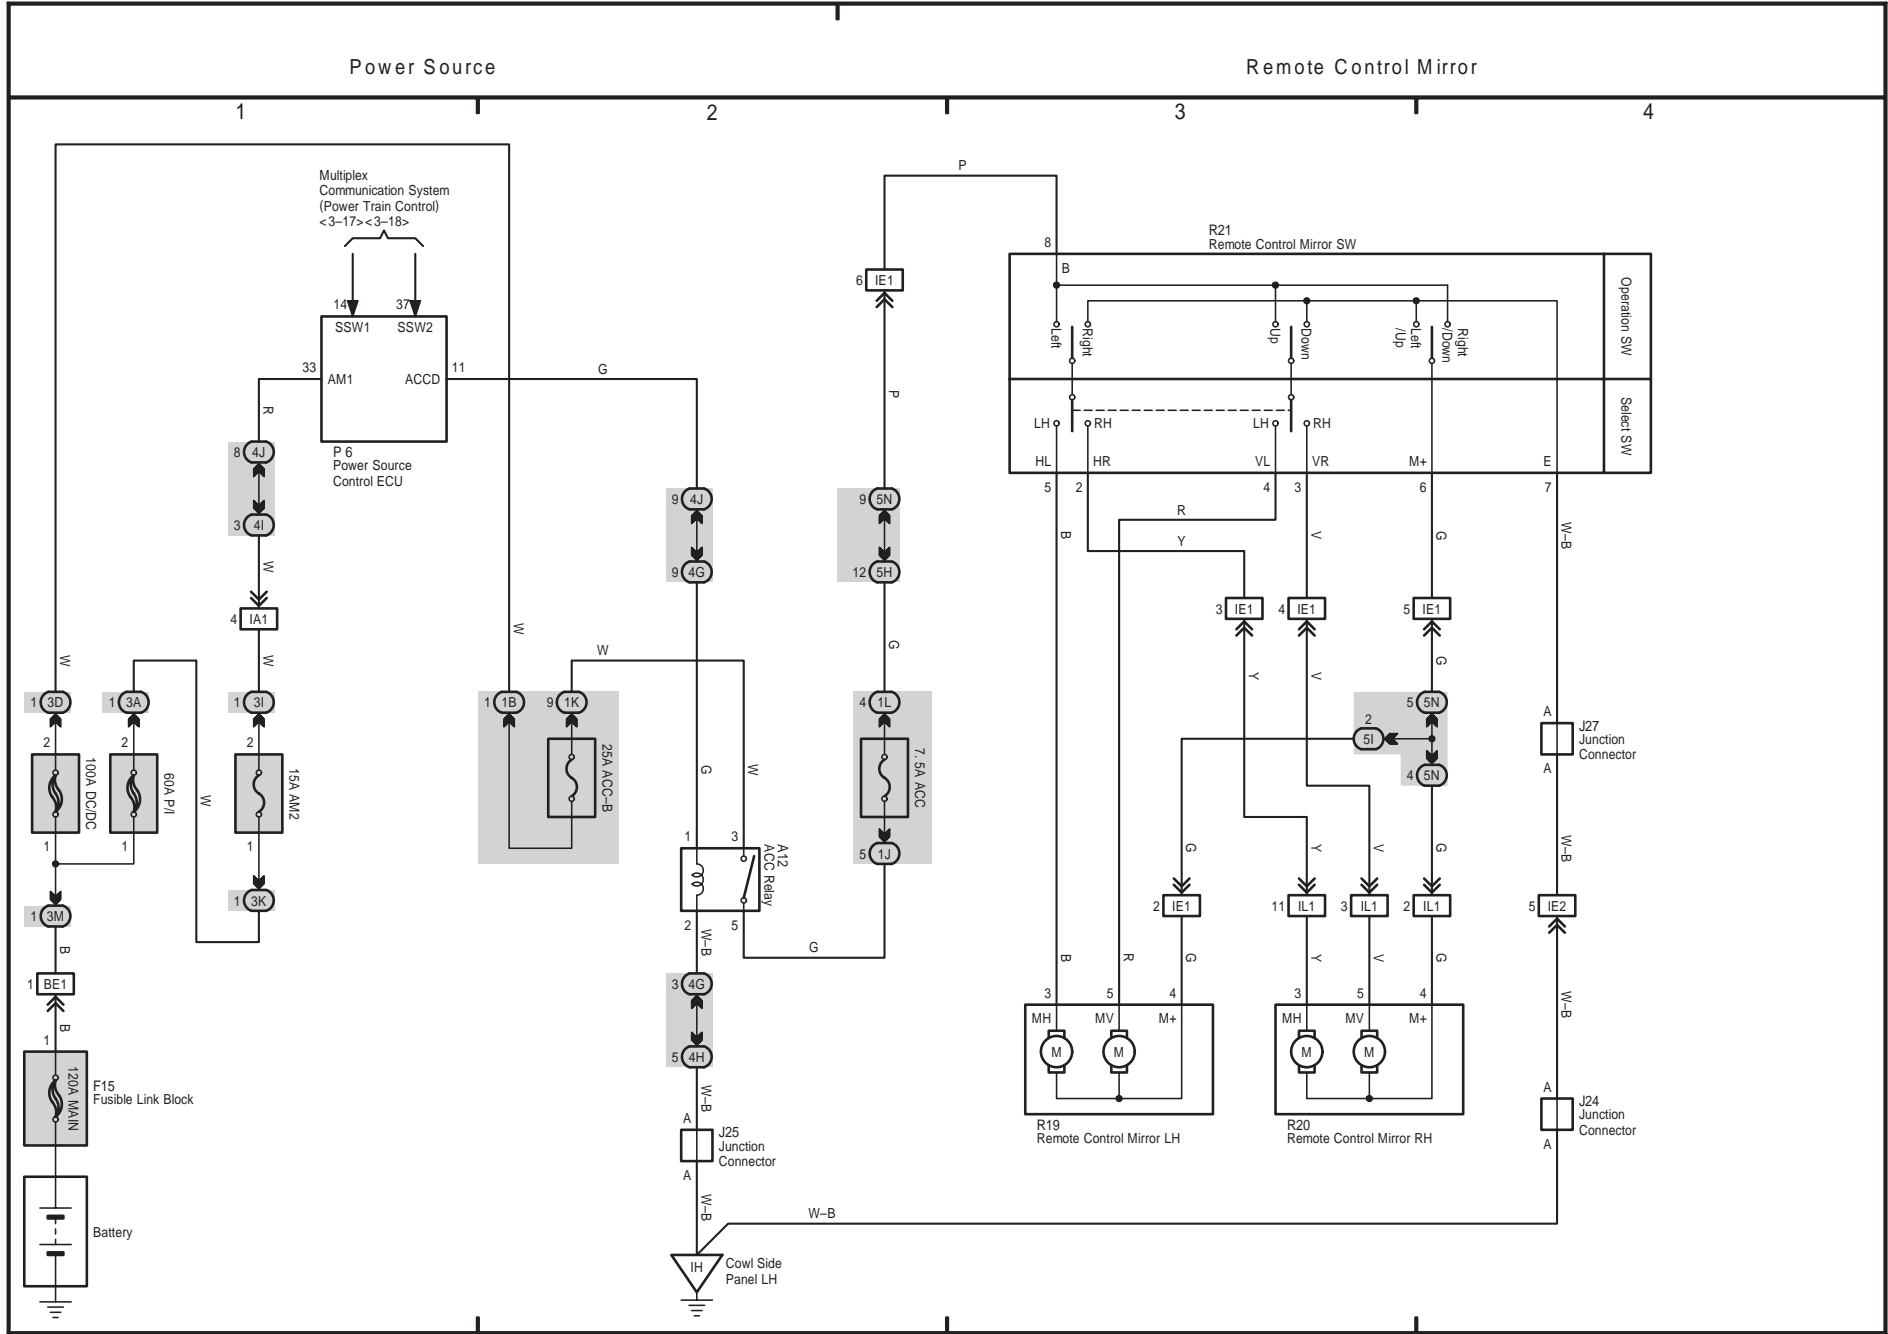 Power Source
Remote Control Mirror
1
2
3
4
Multiplex
Communication System
(Power Train Control)
<3–17><3–18>
14
37
SSW1
SSW2
33
AM1
ACCD
11
P 6
Power Source
Control ECU
G
R
8
4J
3
4I
W
4
IA1
W
W
1
3D
1
3A
1
3I
2
2
2
100A DC/DC
60A P/I
15A AM2
W
1
1
1
1
3M
1
3K
B
1
BE1
B
1
120A MAIN
F15
Fusible Link Block
Battery
W
W
1
1B
9
1K
25A ACC–B
9
4J
9
4G
G
W
1
3
A12
ACC Relay
2
5
W–B
G
3
4G
5
4H
W–B
A
J25
Junction
Connector
A
W–B
IH
Cowl Side
Panel LH
W–B
P
6
IE1
P
9
5N
12
5H
G
4
1L
7. 5A ACC
5
1J
R21
Remote Control Mirror SW
8
B
Left
Right
Up
Down
Left
/Up
Right
/Down
Operation SW
LH
RH
LH
RH
Select SW
HL
HR
VL
VR
M+
E
5
2
4
3
6
7
B
R
Y
V
G
W–B
3
IE1
4
IE1
5
IE1
Y
V
G
5
5N
2
5I
4
5N
A
J27
Junction
Connector
A
G
Y
V
G
W–B
2
IE1
11
IL1
3
IL1
2
IL1
5
IE2
B
R
G
Y
V
G
W–B
3
5
4
3
5
4
MH
MV
M+
MH
MV
M+
M
M
M
M
R19
Remote Control Mirror LH
R20
Remote Control Mirror RH
A
J24
Junction
Connector
A